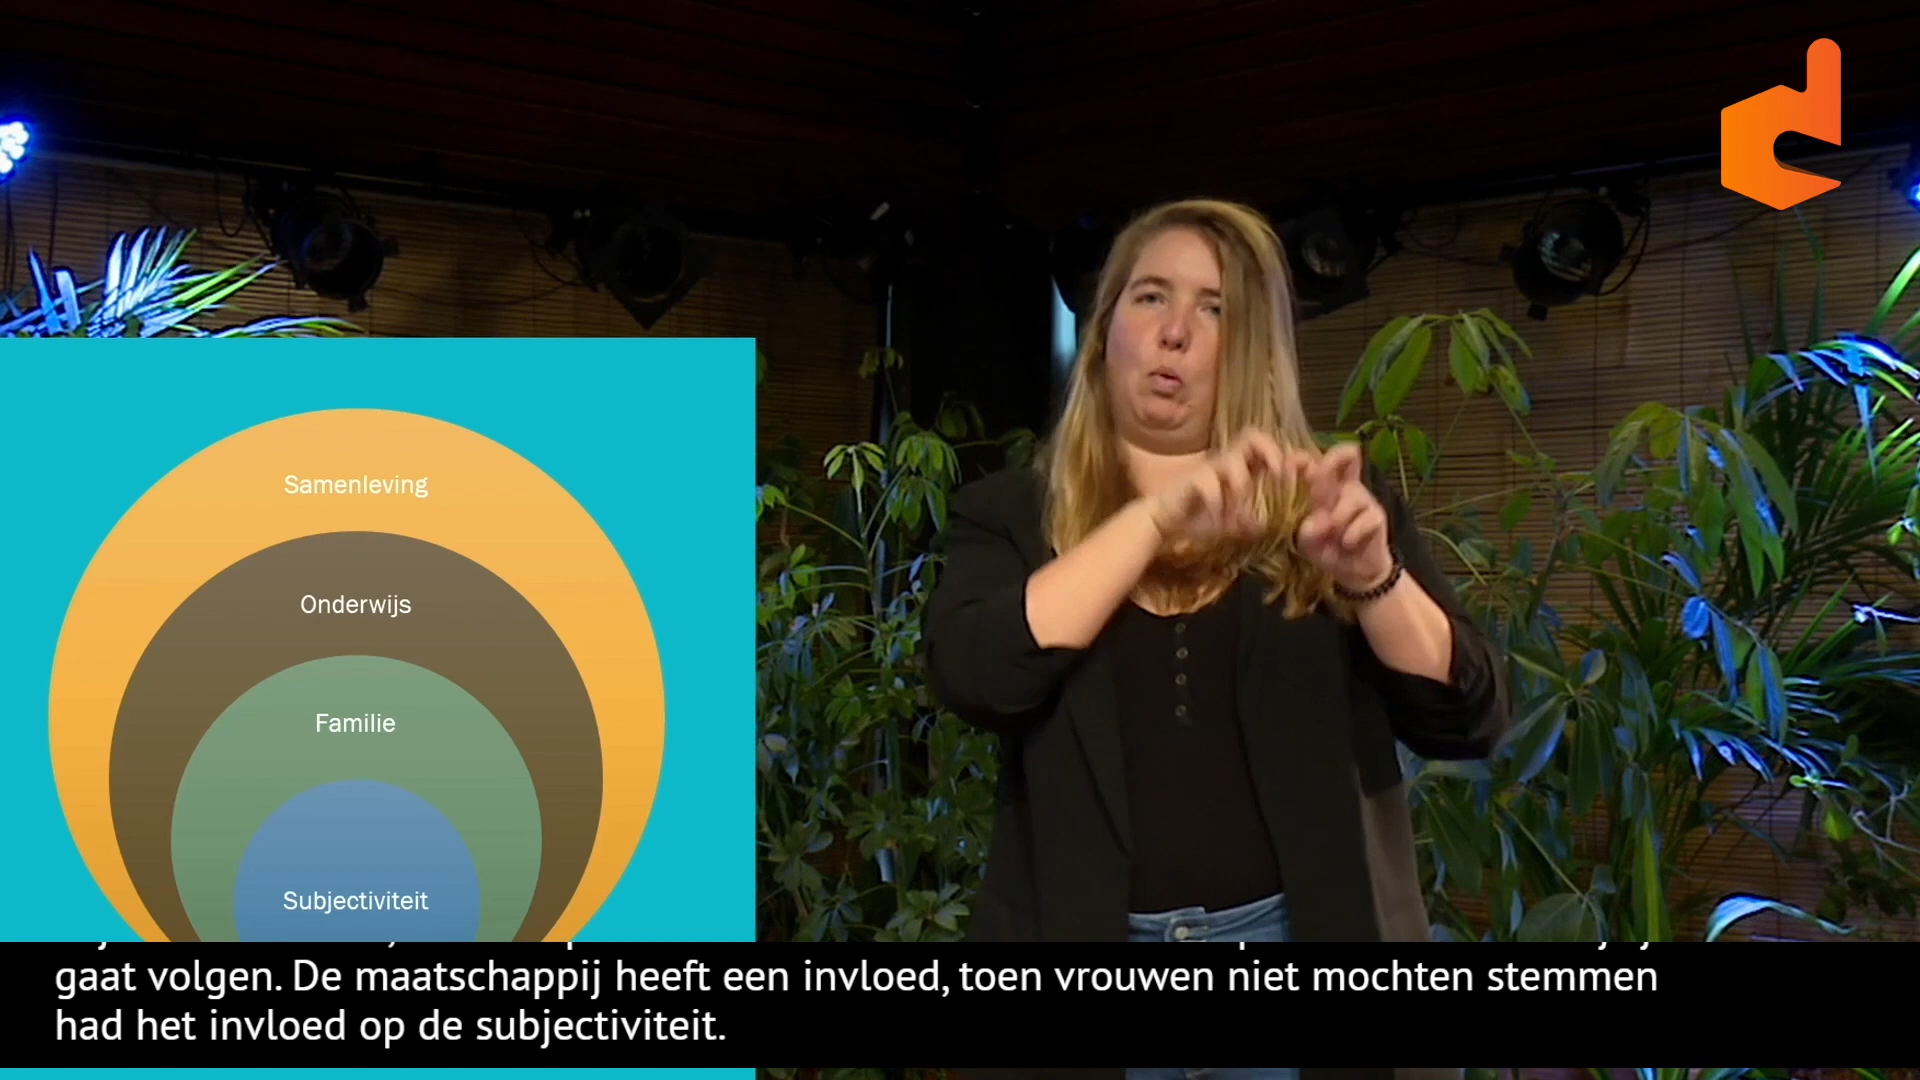 Samenleving
Onderwijs
Familie
Subjectiviteit
gaat volgen. De maatschappij heeft een invloed, toen vrouwen niet mochten stemmen
had het invloed op de subjectiviteit.